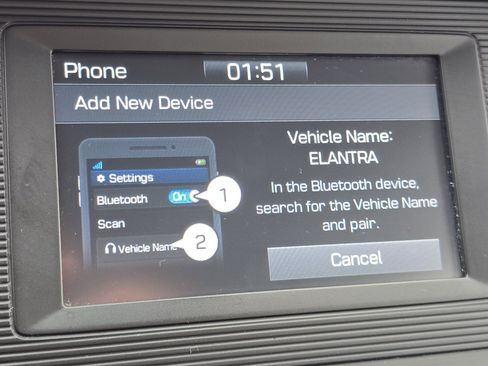 Phone 01:51
Add New Device
Settings
Bluetooth On 1
Scan
Vehicle Name 2
Vehicle Name:
ELANTRA
In the Bluetooth device,
search for the Vehicle Name
and pair.
Cancel